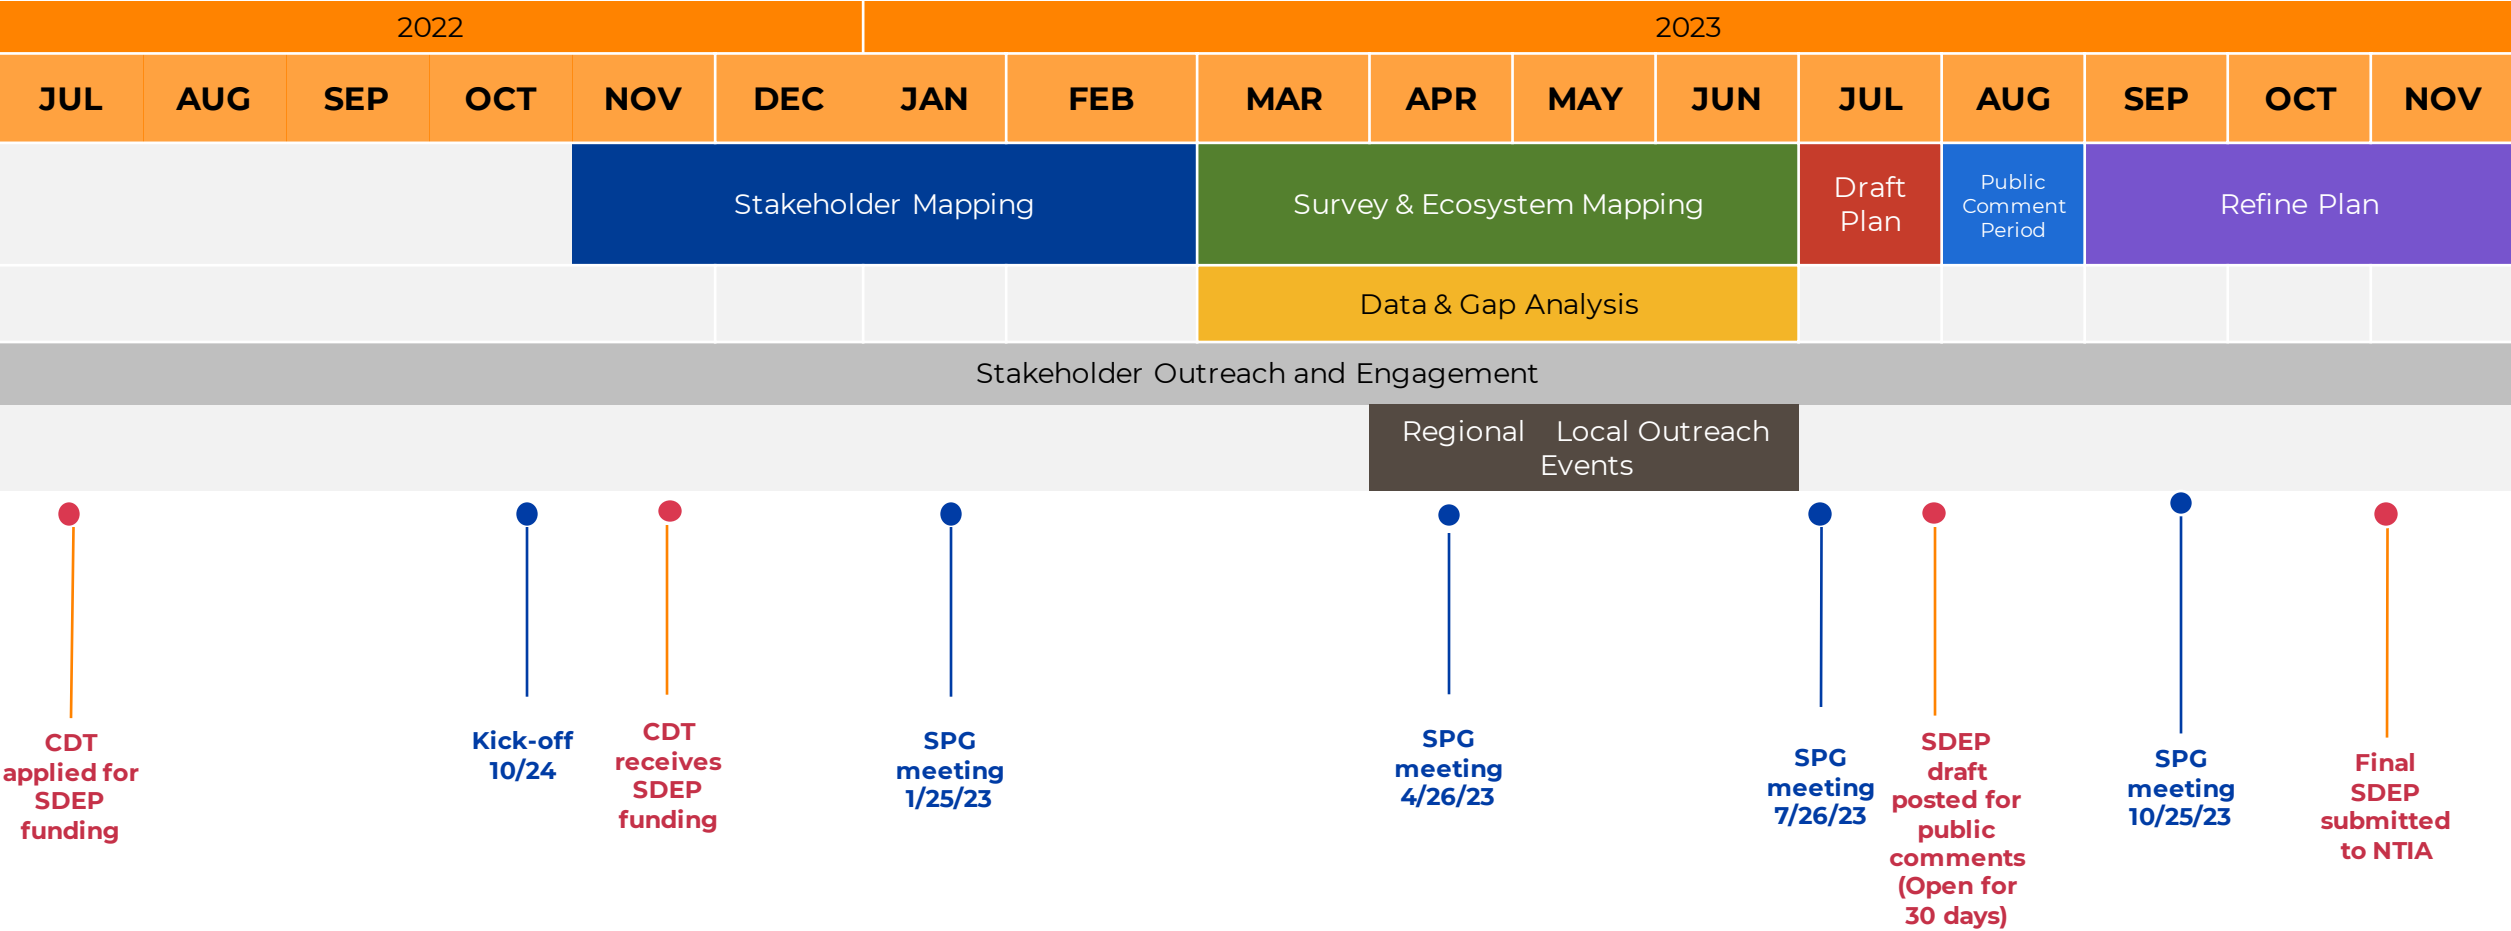 2022
2023
JUL
AUG
SEP
OCT
NOV
DEC
JAN
FEB
MAR
APR
MAY
JUN
JUL
AUG
SEP
OCT
NOV
Stakeholder Mapping
Survey & Ecosystem Mapping
Draft
Plan
Public
Comment
Period
Refine Plan
Data & Gap Analysis
Stakeholder Outreach and Engagement
Regional Local Outreach
Events
CDT
applied for
SDEP
funding
Kick-off
10/24
CDT
receives
SDEP
funding
SPG
meeting
1/25/23
SPG
meeting
4/26/23
SPG
meeting
7/26/23
SDEP
draft
posted for
public
comments
(Open for
30 days)
SPG
meeting
10/25/23
Final
SDEP
submitted
to NTIA